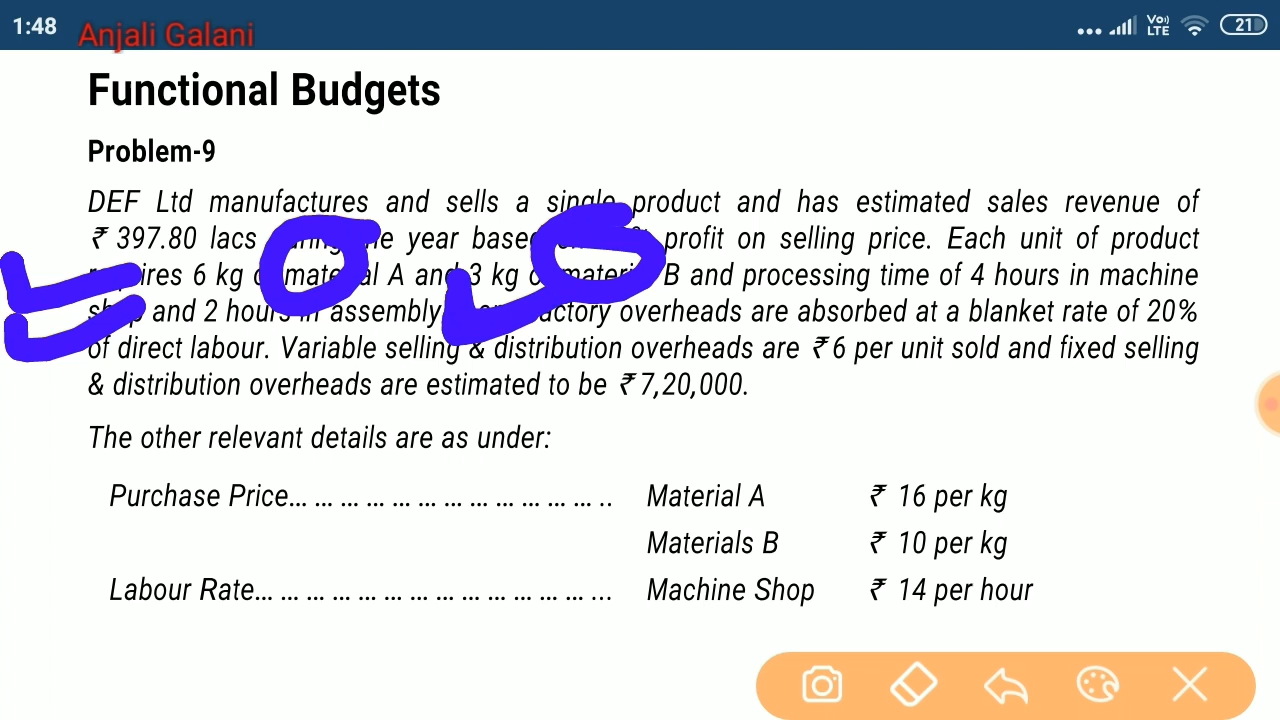 1:48 Anjali Galani Vo) LTE 21
Functional Budgets
Problem-9
DEF Ltd manufactures and sells a single product and has estimated sales revenue of
₹ 397.80 lacs year profit on selling price. Each unit of product
6 kg A and 3 kg B and processing time of 4 hours in machine
and 2 hours in assembly overheads are absorbed at a blanket rate of 20%
of direct labour. Variable selling & distribution overheads are ₹ 6 per unit sold and fixed selling
& distribution overheads are estimated to be ₹ 7,20,000.
The other relevant details are as under:
Purchase Price... ... ... ... ... ... ... ... ... ... ... .. Material A ₹ 16 per kg
Materials B ₹ 10 per kg
Labour Rate... ... ... ... ... ... ... ... ... ... ... ... ... Machine Shop ₹ 14 per hour